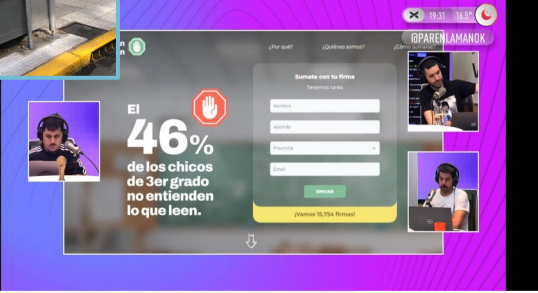 19:31 16.5°
@PARENLAMANOK
¿Por qué?
¿Quiénes somos?
¿Cómo sumarse?
Sumate con tu firma
Tenemos tarea
Nombre
Apellido
Provincia
Email
ENVIAR
¡Vamos 15,754 firmas!
El
46%
de los chicos
de 3er grado
no entienden
lo que leen.